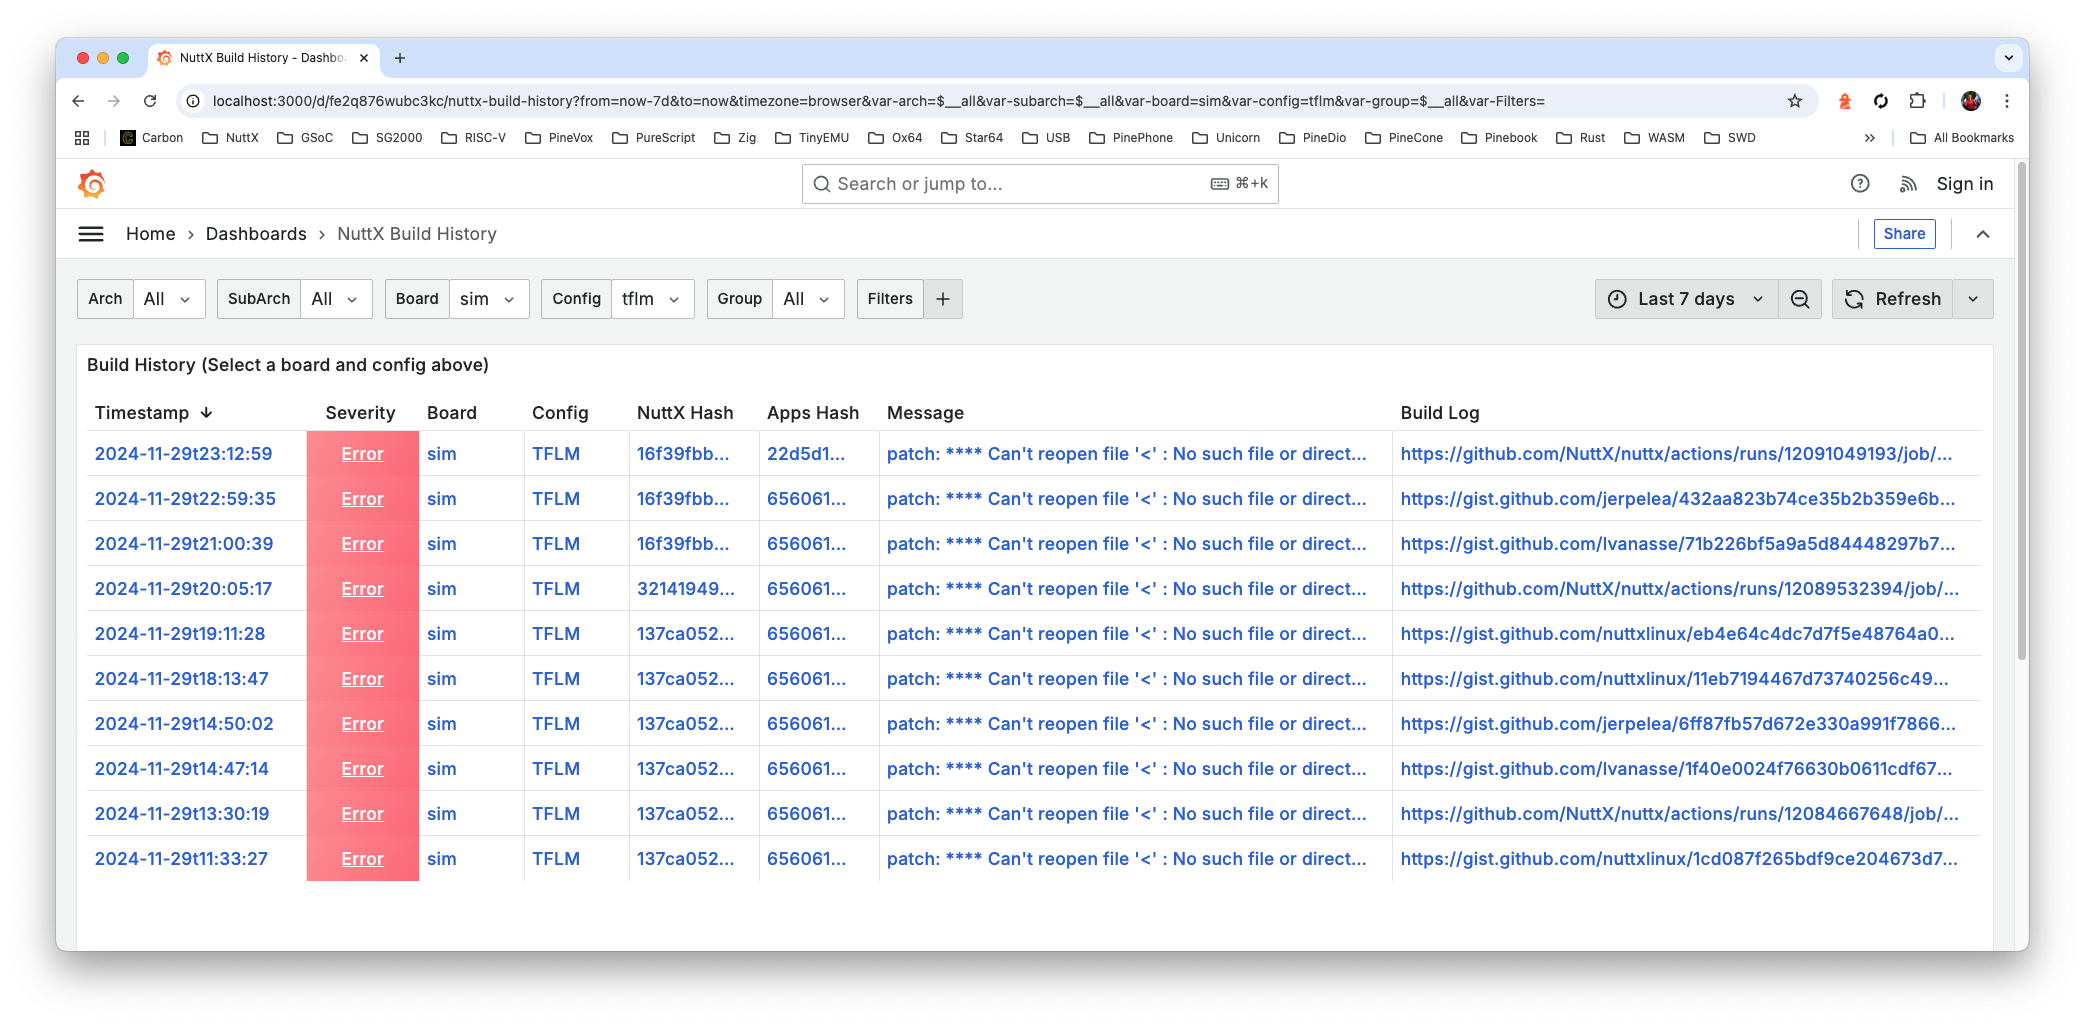 NuttX Build History - Dashbo
localhost:3000/d/fe2q876wubc3kc/nuttx-build-history?from=now-7d&to=now&timezone=browser&var-arch=$__all&var-subarch=$__all&var-board=sim&var-config=tflm&var-group=$__all&var-Filters=
Carbon NuttX GSoC SG2000 RISC-V PineVox PureScript Zig TinyEMU Ox64 Star64 USB PinePhone Unicorn PineDio PineCone Pinebook Rust WASM SWD » All Bookmarks
Search or jump to... ⌘+k Sign in
Home › Dashboards › NuttX Build History Share
Arch All SubArch All Board sim Config tflm Group All Filters + Last 7 days Refresh
Build History (Select a board and config above)
Timestamp ↓ Severity Board Config NuttX Hash Apps Hash Message Build Log
2024-11-29t23:12:59 Error sim TFLM 16f39fbb... 22d5d1... patch: **** Can't reopen file '<' : No such file or direct... https://github.com/NuttX/nuttx/actions/runs/12091049193/job/...
2024-11-29t22:59:35 Error sim TFLM 16f39fbb... 656061... patch: **** Can't reopen file '<' : No such file or direct... https://gist.github.com/jerpelea/432aa823b74ce35b2b359e6b...
2024-11-29t21:00:39 Error sim TFLM 16f39fbb... 656061... patch: **** Can't reopen file '<' : No such file or direct... https://gist.github.com/lvanasse/71b226bf5a9a5d84448297b7...
2024-11-29t20:05:17 Error sim TFLM 32141949... 656061... patch: **** Can't reopen file '<' : No such file or direct... https://github.com/NuttX/nuttx/actions/runs/12089532394/job/...
2024-11-29t19:11:28 Error sim TFLM 137ca052... 656061... patch: **** Can't reopen file '<' : No such file or direct... https://gist.github.com/nuttxlinux/eb4e64c4dc7d7f5e48764a0...
2024-11-29t18:13:47 Error sim TFLM 137ca052... 656061... patch: **** Can't reopen file '<' : No such file or direct... https://gist.github.com/nuttxlinux/11eb7194467d73740256c49...
2024-11-29t14:50:02 Error sim TFLM 137ca052... 656061... patch: **** Can't reopen file '<' : No such file or direct... https://gist.github.com/jerpelea/6ff87fb57d672e330a991f7866...
2024-11-29t14:47:14 Error sim TFLM 137ca052... 656061... patch: **** Can't reopen file '<' : No such file or direct... https://gist.github.com/lvanasse/1f40e0024f76630b0611cdf67...
2024-11-29t13:30:19 Error sim TFLM 137ca052... 656061... patch: **** Can't reopen file '<' : No such file or direct... https://github.com/NuttX/nuttx/actions/runs/12084667648/job/...
2024-11-29t11:33:27 Error sim TFLM 137ca052... 656061... patch: **** Can't reopen file '<' : No such file or direct... https://gist.github.com/nuttxlinux/1cd087f265bdf9ce204673d7...